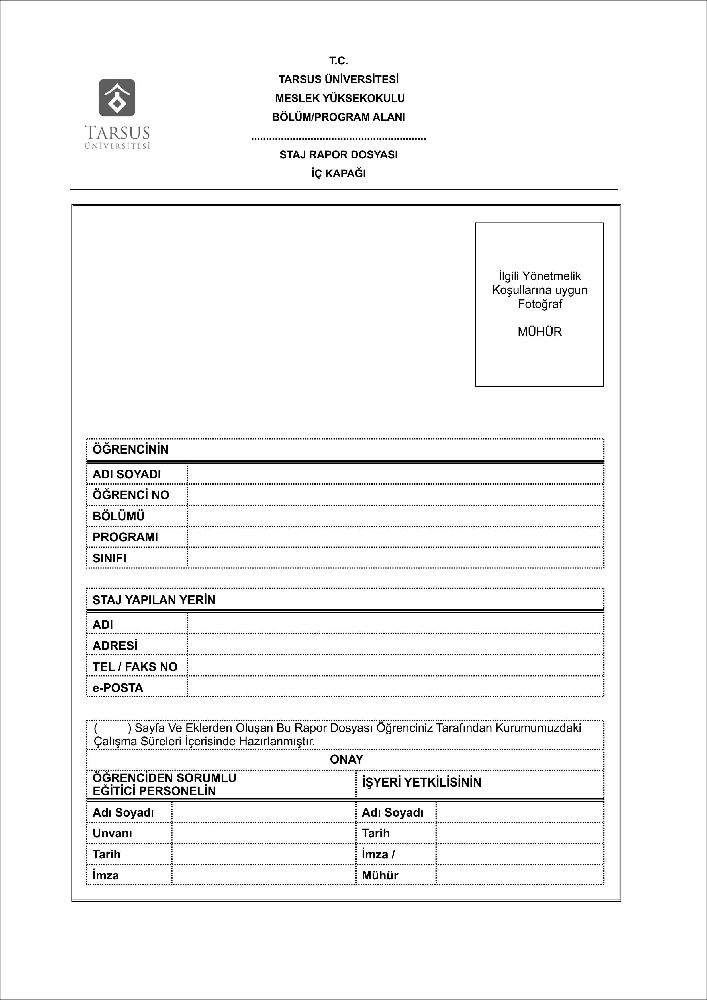 T.C.
TARSUS ÜNİVERSİTESİ
MESLEK YÜKSEKOKULU
BÖLÜM/PROGRAM ALANI
..........................................................
STAJ RAPOR DOSYASI
İÇ KAPAĞI
TARSUS
ÜNİVERSİTESİ
İlgili Yönetmelik
Koşullarına uygun
Fotoğraf
MÜHÜR
ÖĞRENCİNİN
ADI SOYADI
ÖĞRENCİ NO
BÖLÜMÜ
PROGRAMI
SINIFI
STAJ YAPILAN YERİN
ADI
ADRESİ
TEL / FAKS NO
e-POSTA
(        ) Sayfa Ve Eklerden Oluşan Bu Rapor Dosyası Öğrenciniz Tarafından Kurumumuzdaki
Çalışma Süreleri İçerisinde Hazırlanmıştır.
ONAY
ÖĞRENCİDEN SORUMLU
EĞİTİCİ PERSONELİN
İŞYERİ YETKİLİSİNİN
Adı Soyadı
Adı Soyadı
Unvanı
Tarih
Tarih
İmza /
İmza
Mühür